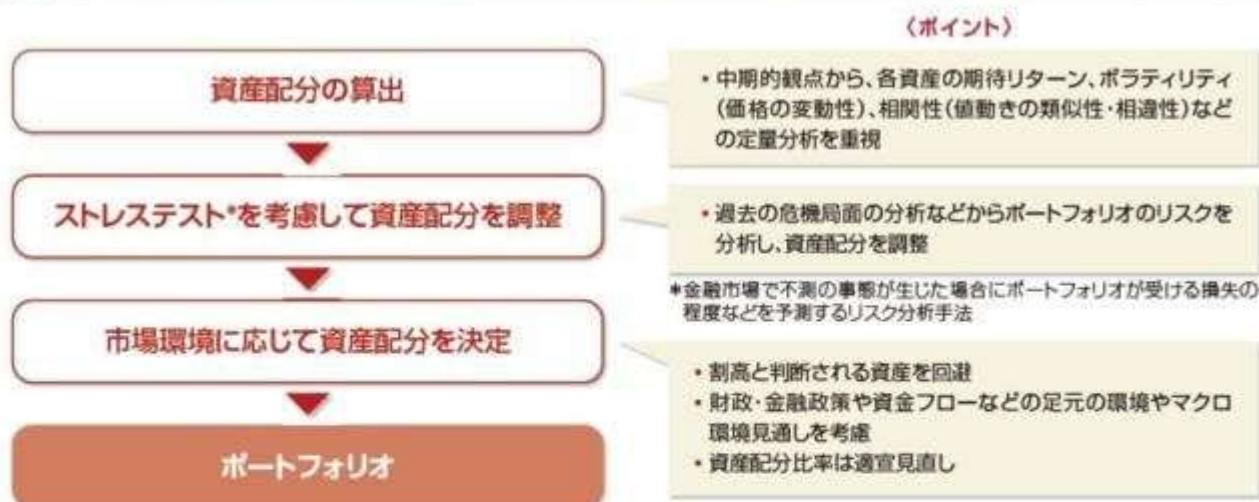 〈ポイント〉
資産配分の算出
・中期的観点から、各資産の期待リターン、ボラティリティ
(価格の変動性)、相関性(値動きの類似性・相違性)など
の定量分析を重視
ストレステスト*を考慮して資産配分を調整
・過去の危機局面の分析などからポートフォリオのリスクを
分析し、資産配分を調整
*金融市場で不測の事態が生じた場合にポートフォリオが受ける損失の
程度などを予測するリスク分析手法
市場環境に応じて資産配分を決定
・割高と判断される資産を回避
・財政・金融政策や資金フローなどの足元の環境やマクロ
環境見通しを考慮
・資産配分比率は適宜見直し
ポートフォリオ